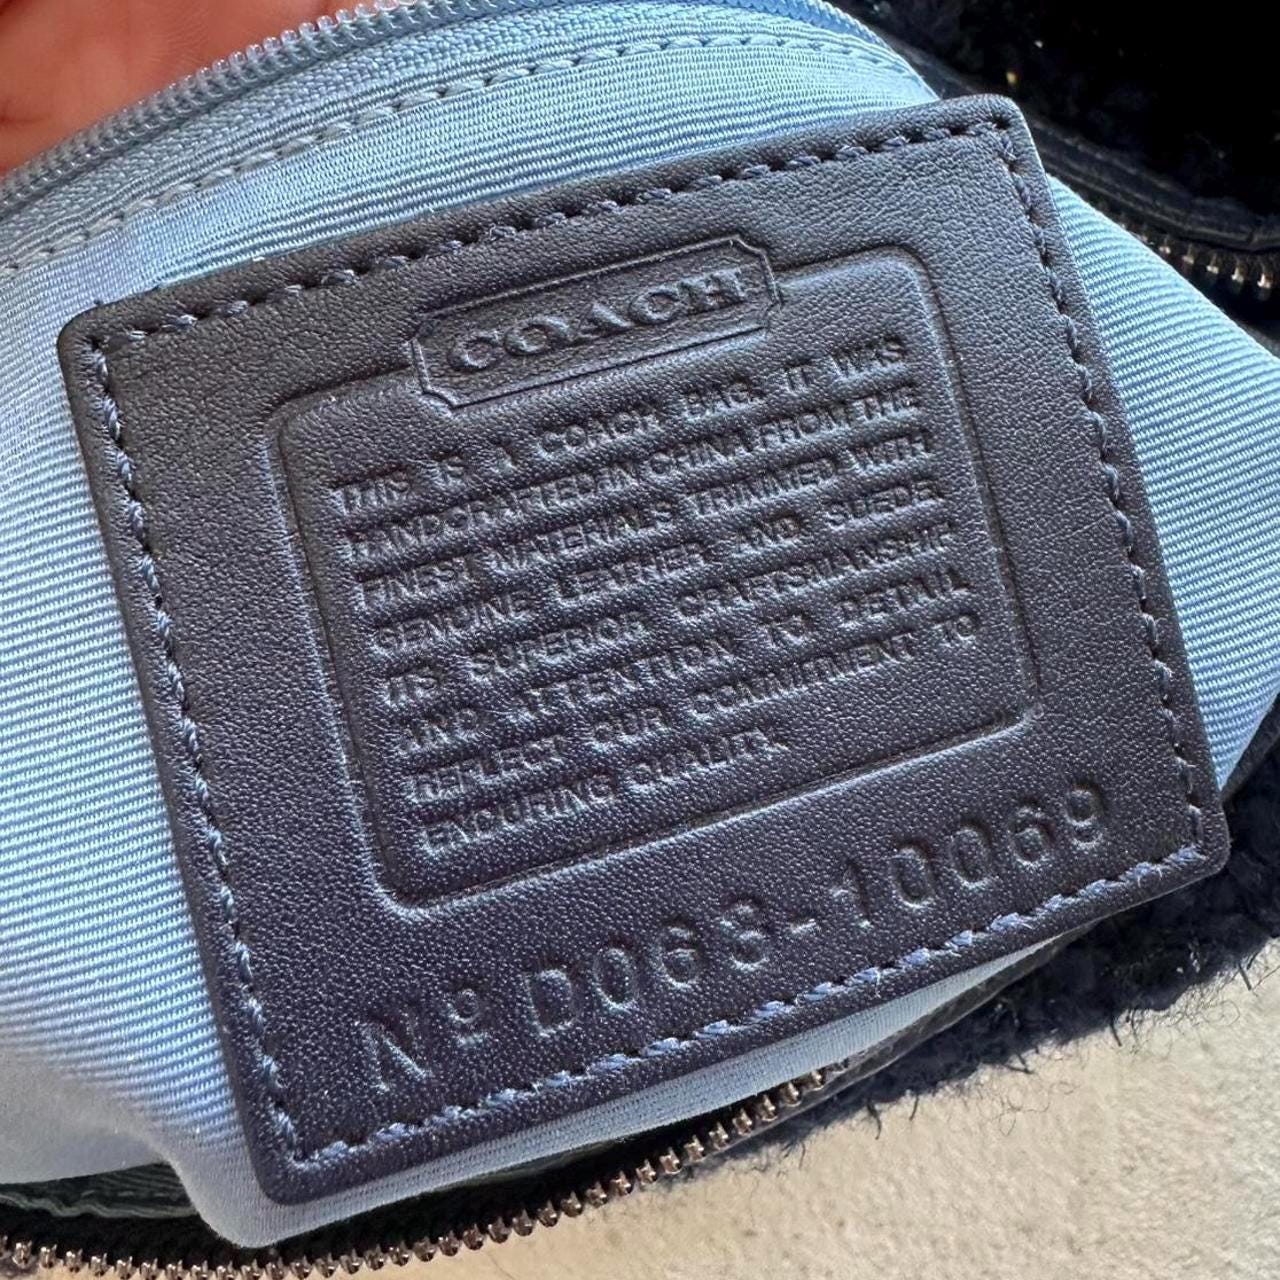 COACH
THIS IS A COACH BAG. IT WAS
HANDCRAFTED IN CHINA FROM THE
FINEST MATERIALS TRIMMED WITH
GENUINE LEATHER AND SUEDE.
ITS SUPERIOR CRAFTSMANSHIP
AND ATTENTION TO DETAIL
REFLECT OUR COMMITMENT TO
ENDURING QUALITY.
Nº D068-10069